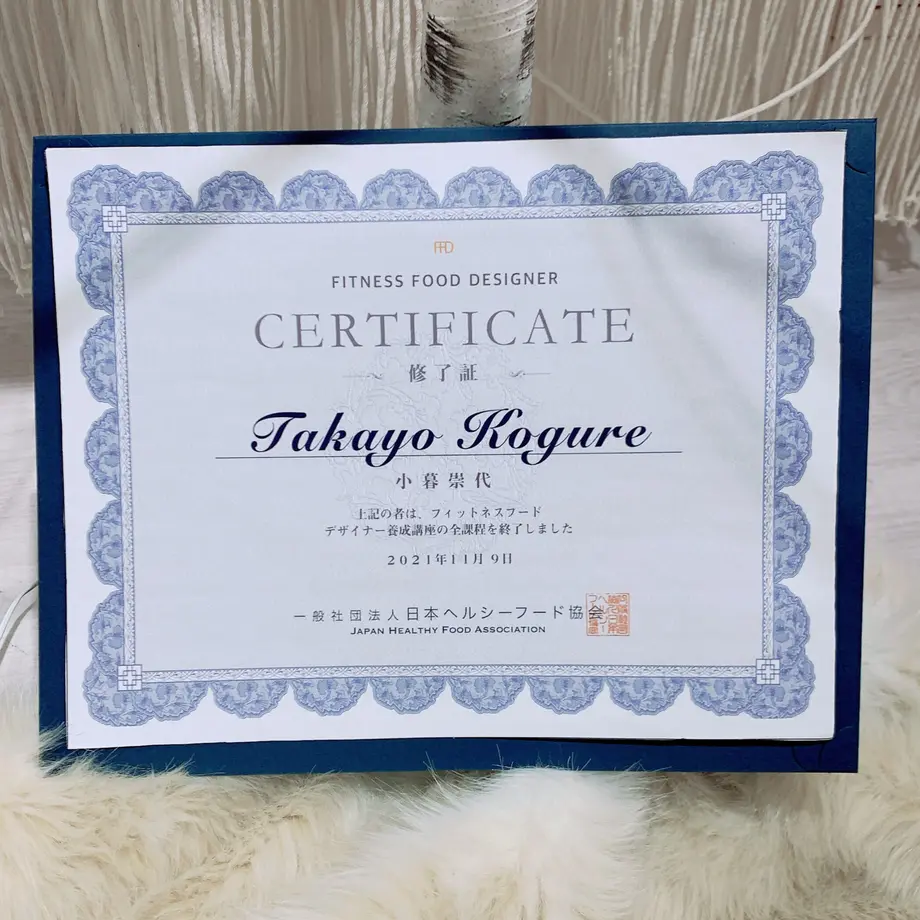 FFD
FITNESS FOOD DESIGNER
CERTIFICATE
修了証
Takayo Kogure
小暮崇代
上記の者は、フィットネスフード
デザイナー養成講座の全課程を終了しました
2021年11月9日
一般社団法人日本ヘルシーフード協会
JAPAN HEALTHY FOOD ASSOCIATION